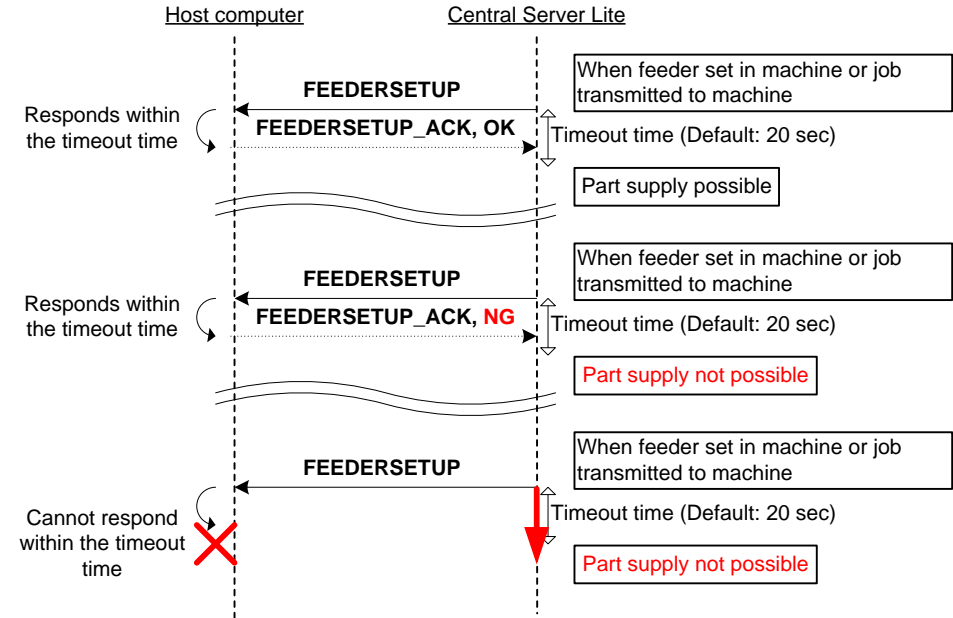 Host computer
Central Server Lite
When feeder set in machine or job
transmitted to machine
FEEDERSETUP
Responds within
the timeout time
FEEDERSETUP_ACK, OK
Timeout time (Default: 20 sec)
Part supply possible
When feeder set in machine or job
transmitted to machine
FEEDERSETUP
Responds within
the timeout time
FEEDERSETUP_ACK, NG
Timeout time (Default: 20 sec)
Part supply not possible
When feeder set in machine or job
transmitted to machine
FEEDERSETUP
Cannot respond
within the timeout
time
Timeout time (Default: 20 sec)
Part supply not possible